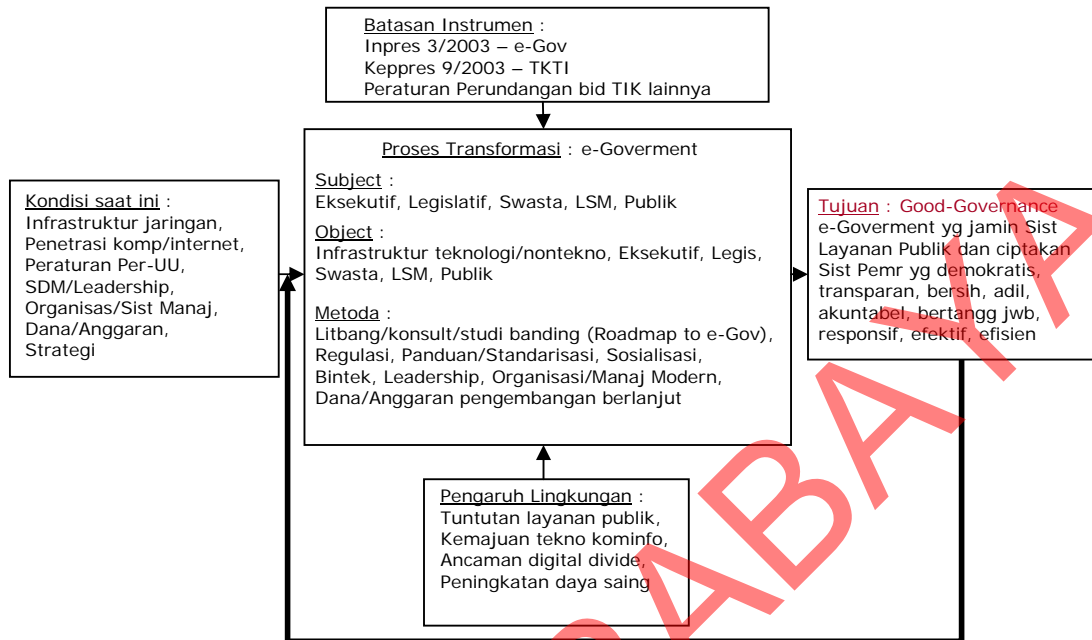 Batasan Instrumen :
Inpres 3/2003 – e-Gov
Keppres 9/2003 – TKTI
Peraturan Perundangan bid TIK lainnya
Proses Transformasi : e-Goverment
Subject :
Eksekutif, Legislatif, Swasta, LSM, Publik
Object :
Infrastruktur teknologi/nontekno, Eksekutif, Legis,
Swasta, LSM, Publik
Metoda :
Litbang/konsult/studi banding (Roadmap to e-Gov),
Regulasi, Panduan/Standarisasi, Sosialisasi,
Bintek, Leadership, Organisasi/Manaj Modern,
Dana/Anggaran pengembangan berlanjut
Kondisi saat ini :
Infrastruktur jaringan,
Penetrasi komp/internet,
Peraturan Per-UU,
SDM/Leadership,
Organisas/Sist Manaj,
Dana/Anggaran,
Strategi
Tujuan : Good-Governance
e-Goverment yg jamin Sist
Layanan Publik dan ciptakan
Sist Pemr yg demokratis,
transparan, bersih, adil,
akuntabel, bertangg jwb,
responsif, efektif, efisien
Pengaruh Lingkungan :
Tuntutan layanan publik,
Kemajuan tekno kominfo,
Ancaman digital divide,
Peningkatan daya saing
RABAYA